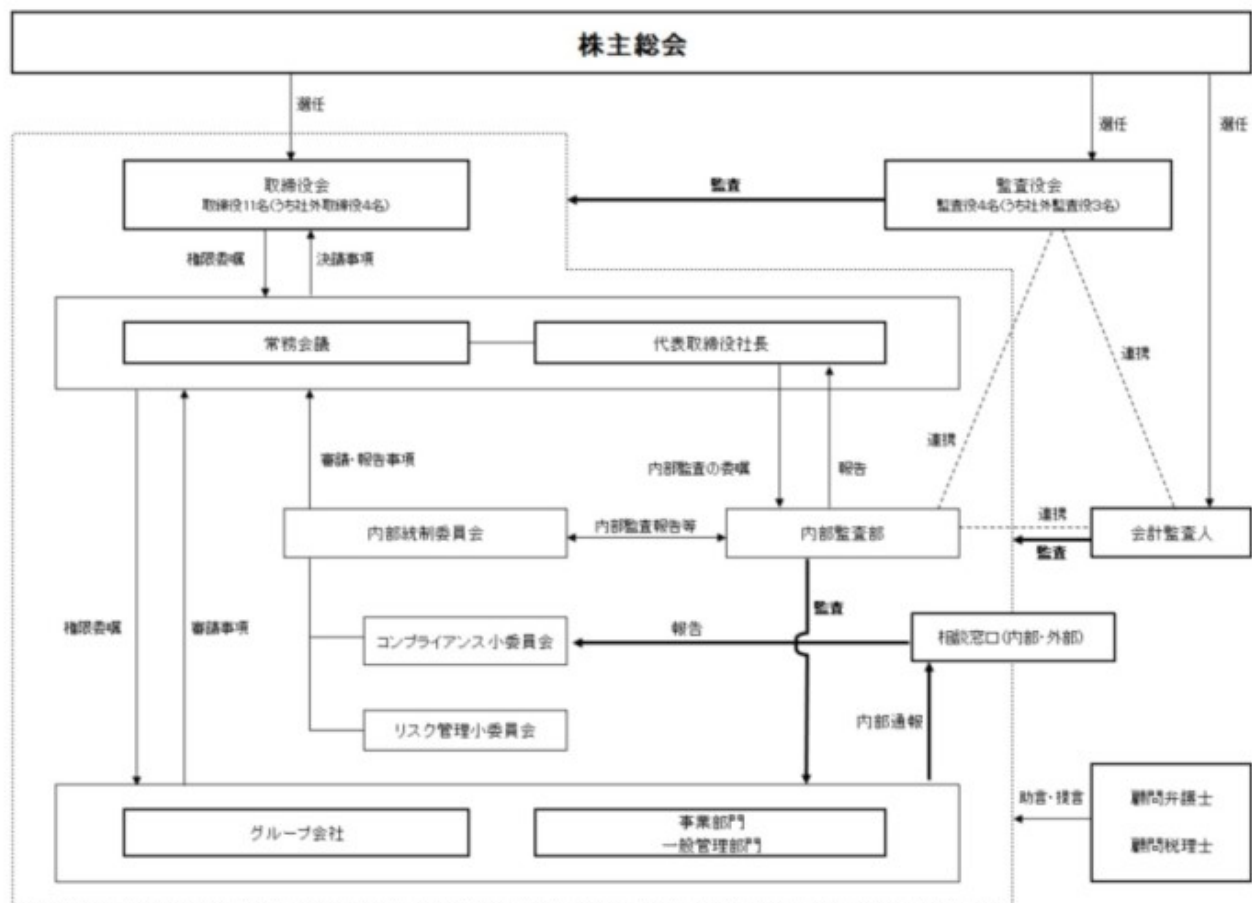 株主総会
選任
選任
選任
取締役会
取締役11名(うち社外取締役4名)
監査
監査役会
監査役4名(うち社外監査役3名)
権限委嘱
決議事項
常務会議
代表取締役社長
連携
連携
審議・報告事項
内部監査の委嘱
報告
内部統制委員会
内部監査報告等
内部監査部
連携
会計監査人
監査
監査
権限委嘱
審議事項
コンプライアンス小委員会
報告
相談窓口(内部・外部)
リスク管理小委員会
内部通報
グループ会社
事業部門
一般管理部門
助言・提言
顧問弁護士
顧問税理士